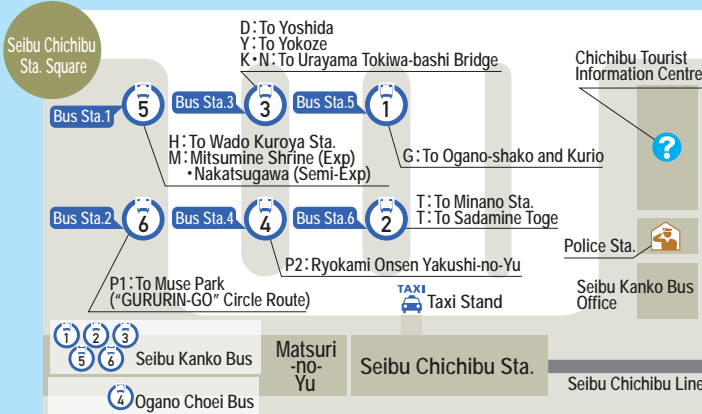 Seibu Chichibu
Sta. Square
D:To Yoshida
Y:To Yokoze
K・N:To Urayama Tokiwa-bashi Bridge
Chichibu Tourist
Information Centre
Bus Sta.1
5
Bus Sta.3
3
Bus Sta.5
1
?
H:To Wado Kuroya Sta.
M:Mitsumine Shrine (Exp)
・Nakatsugawa (Semi-Exp)
G:To Ogano-shako and Kurio
Bus Sta.2
6
Bus Sta.4
4
Bus Sta.6
2
T:To Minano Sta.
T:To Sadamine Toge
Police Sta.
P2:Ryokami Onsen Yakushi-no-Yu
P1:To Muse Park
("GURURIN-GO" Circle Route)
TAXI
Taxi Stand
Seibu Kanko Bus
Office
1 2 3
5 6
Seibu Kanko Bus
Matsuri
-no-
Yu
Seibu Chichibu Sta.
Seibu Chichibu Line
4
Ogano Choei Bus